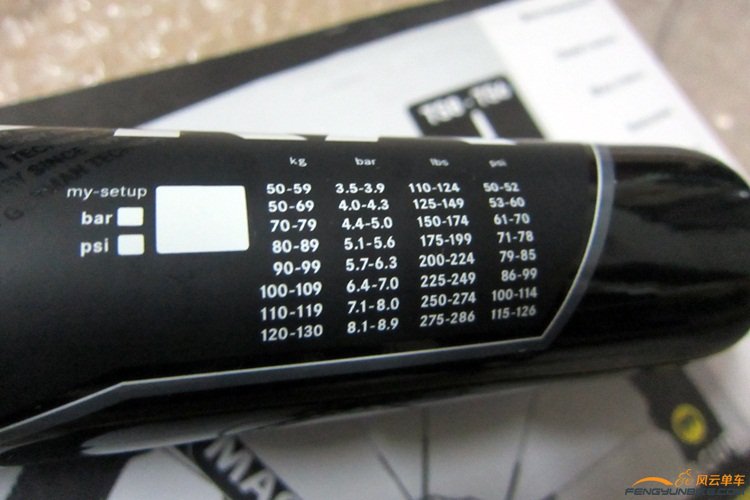 kg bar lbs psi
my-setup 50-59 3.5-3.9 110-124 50-52
bar 50-69 4.0-4.3 125-149 53-60
70-79 4.4-5.0 150-174 61-70
psi 80-89 5.1-5.6 175-199 71-78
90-99 5.7-6.3 200-224 79-85
100-109 6.4-7.0 225-249 86-99
110-119 7.1-8.0 250-274 100-114
120-130 8.1-8.9 275-286 115-126
SINCE
TEAM
MAG
风云单车
FENGYUNBIKE.COM